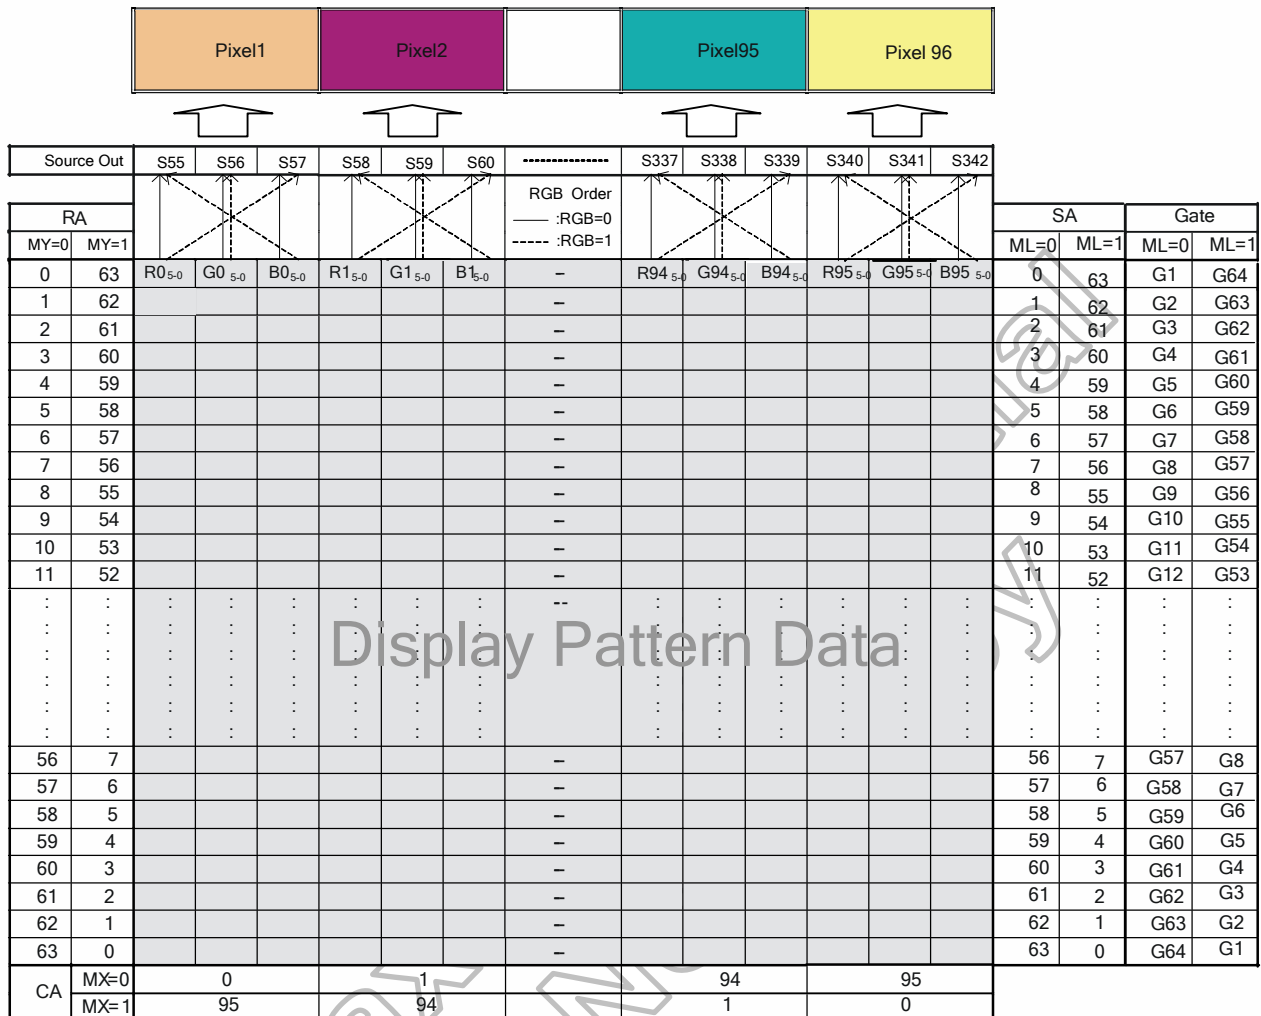 Pixel1 Pixel2 Pixel95 Pixel 96
Source Out S55 S56 S57 S58 S59 S60 S337 S338 S339 S340 S341 S342
RGB Order
:RGB=0
:RGB=1
RA SA Gate
MY=0 MY=1 ML=0 ML=1 ML=0 ML=1
0 63 R0 5-0 G0 5-0 B0 5-0 R1 5-0 G1 5-0 B1 5-0 – R94 5-0 G94 5-0 B94 5-0 R95 5-0 G95 5-0 B95 5-0 0 63 G1 G64
1 62 – 1 62 G2 G63
2 61 – 2 61 G3 G62
3 60 – 3 60 G4 G61
4 59 – 4 59 G5 G60
5 58 – 5 58 G6 G59
6 57 – 6 57 G7 G58
7 56 – 7 56 G8 G57
8 55 – 8 55 G9 G56
9 54 – 9 54 G10 G55
10 53 – 10 53 G11 G54
11 52 – 11 52 G12 G53
: : : : : : : : -- : : : : : : : : : :
: : : : : : : : : : : : : : : : : :
Display Pattern Data
: : : : : : : : : : : : : : : : : :
: : : : : : : : : : : : : : : : : :
: : : : : : : : : : : : : : : : : :
: : : : : : : : : : : : : : : : : :
56 7 – 56 7 G57 G8
57 6 – 57 6 G58 G7
58 5 – 58 5 G59 G6
59 4 – 59 4 G60 G5
60 3 – 60 3 G61 G4
61 2 – 61 2 G62 G3
62 1 – 62 1 G63 G2
63 0 – 63 0 G64 G1
CA MX=0 0 1 94 95
MX=1 95 94 1 0